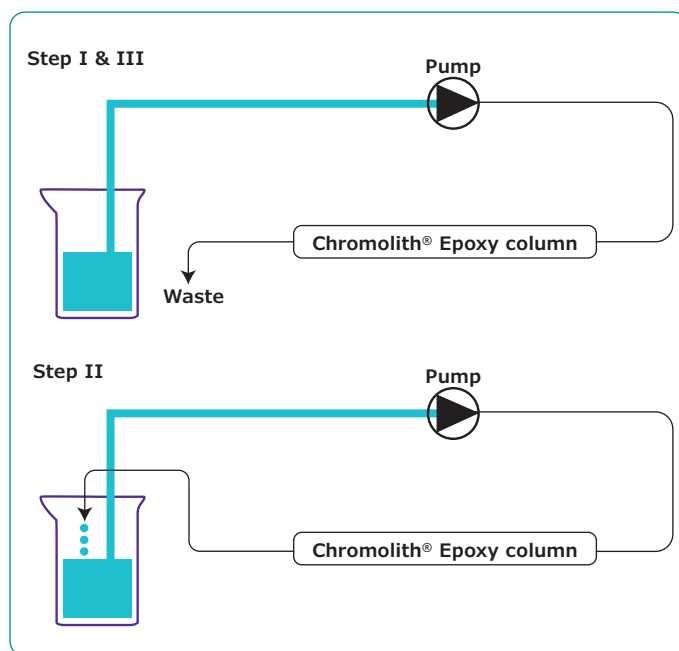 Step I & III
Pump
Chromolith® Epoxy column
Waste
Step II
Pump
Chromolith® Epoxy column